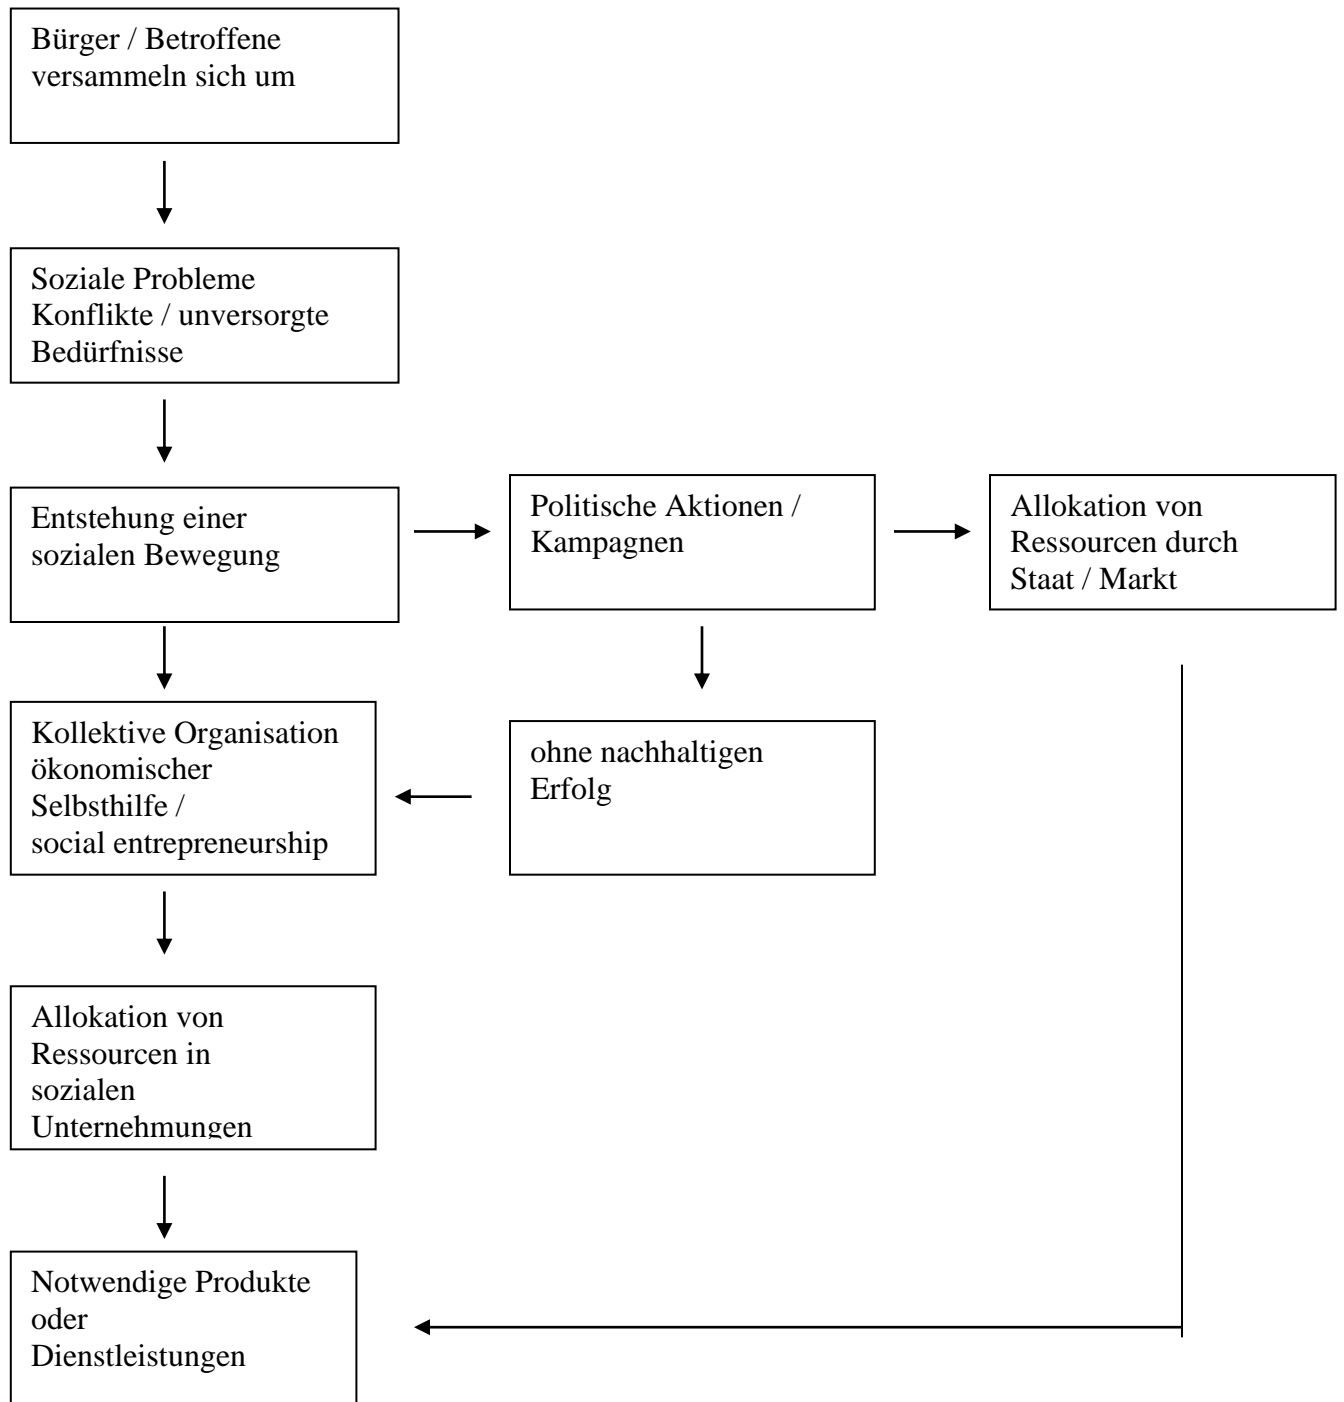 Bürger / Betroffene
versammeln sich um
Soziale Probleme
Konflikte / unversorgte
Bedürfnisse
Entstehung einer
sozialen Bewegung
Politische Aktionen /
Kampagnen
Allokation von
Ressourcen durch
Staat / Markt
Kollektive Organisation
ökonomischer
Selbsthilfe /
social entrepreneurship
ohne nachhaltigen
Erfolg
Allokation von
Ressourcen in
sozialen
Unternehmungen
Notwendige Produkte
oder
Dienstleistungen